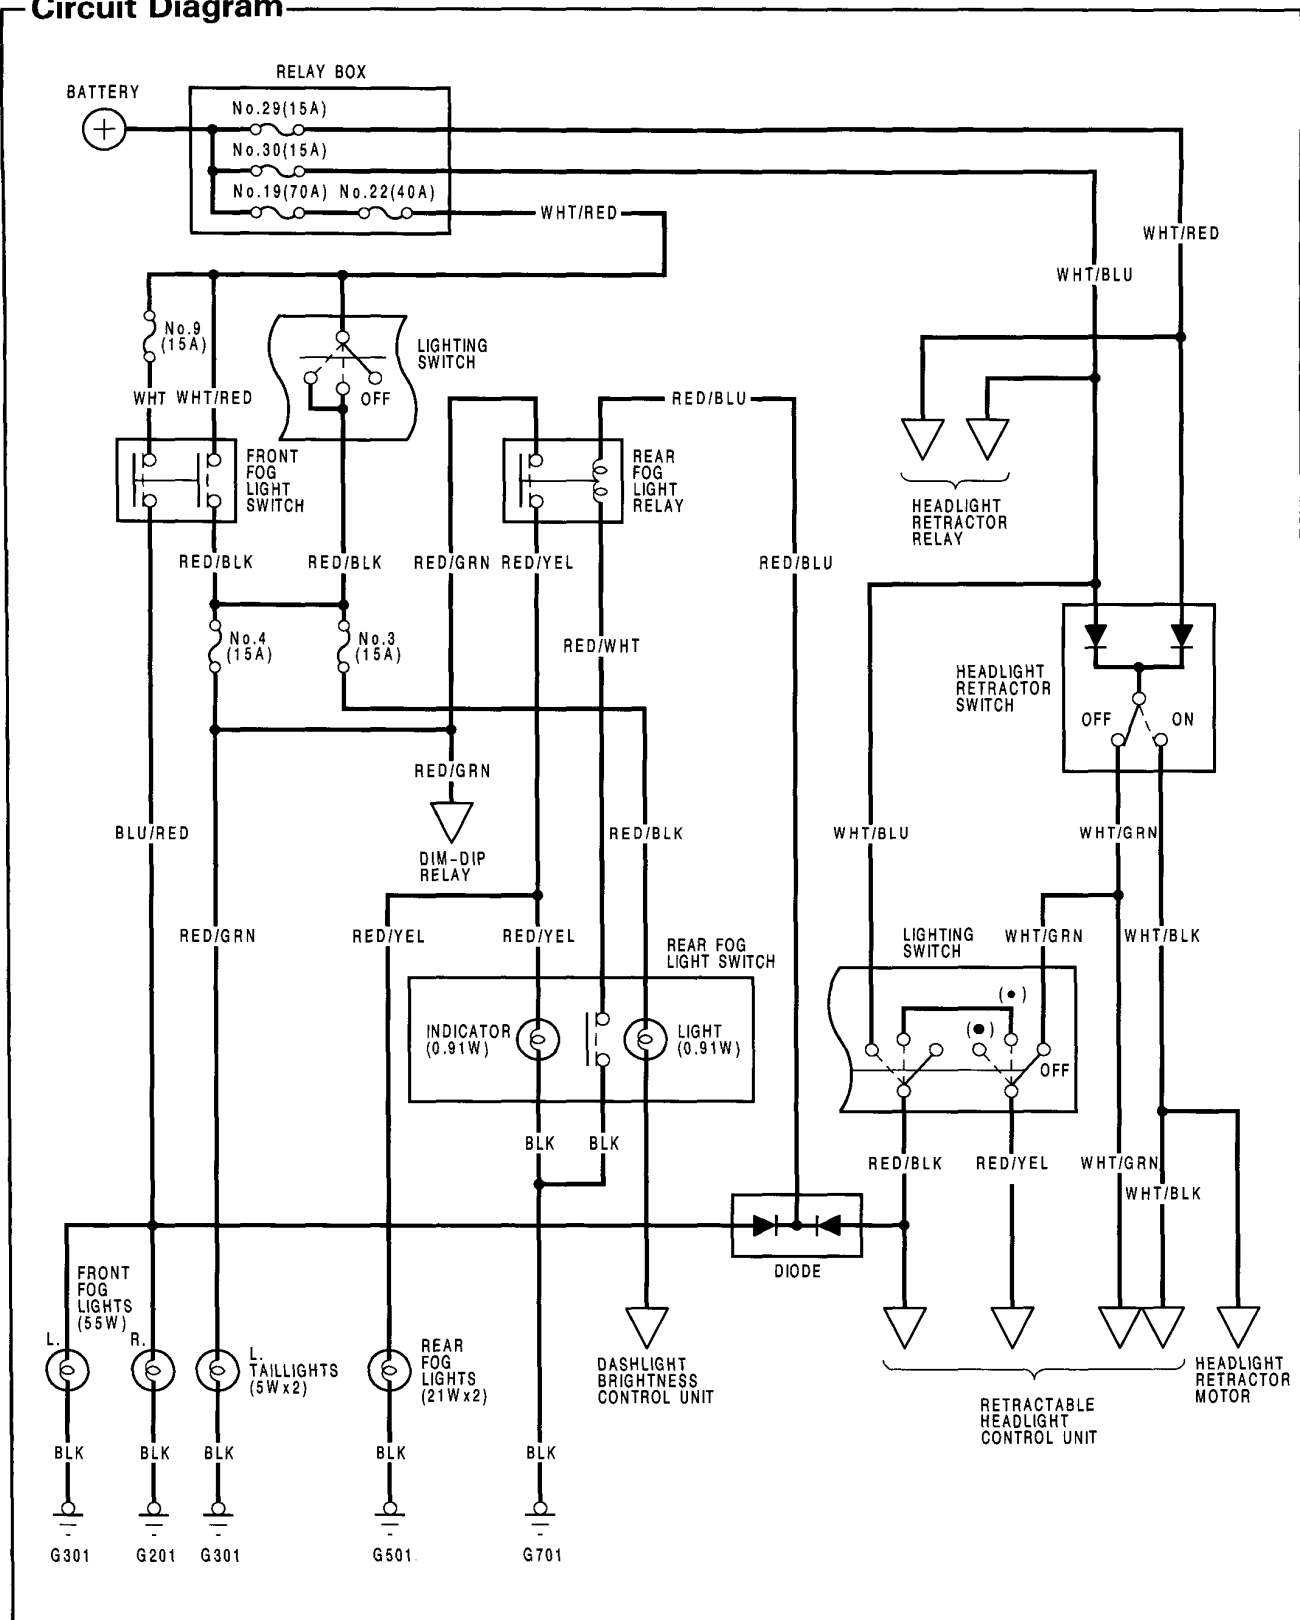 Circuit Diagram
RELAY BOX
BATTERY
+
No.29(15A)
No.30(15A)
No.19(70A) No.22(40A)
WHT/RED
WHT/RED
WHT/BLU
No.9
(15A)
LIGHTING
SWITCH
OFF
WHT WHT/RED
RED/BLU
FRONT
FOG
LIGHT
SWITCH
REAR
FOG
LIGHT
RELAY
HEADLIGHT
RETRACTOR
RELAY
RED/BLK
RED/BLK
RED/GRN
RED/YEL
RED/BLU
No.4
(15A)
No.3
(15A)
RED/WHT
HEADLIGHT
RETRACTOR
SWITCH
OFF
ON
RED/GRN
BLU/RED
RED/BLK
WHT/BLU
WHT/GRN
DIM-DIP
RELAY
RED/GRN
RED/YEL
RED/YEL
REAR FOG
LIGHT SWITCH
LIGHTING
SWITCH
WHT/GRN
WHT/BLK
INDICATOR
(0.91W)
LIGHT
(0.91W)
(•)
(●)
OFF
BLK
BLK
RED/BLK
RED/YEL
WHT/GRN
WHT/BLK
DIODE
FRONT
FOG
LIGHTS
(55W)
L.
R.
L.
TAILLIGHTS
(5Wx2)
REAR
FOG
LIGHTS
(21Wx2)
DASHLIGHT
BRIGHTNESS
CONTROL UNIT
RETRACTABLE
HEADLIGHT
CONTROL UNIT
HEADLIGHT
RETRACTOR
MOTOR
BLK
BLK
BLK
BLK
BLK
G301
G201
G301
G501
G701